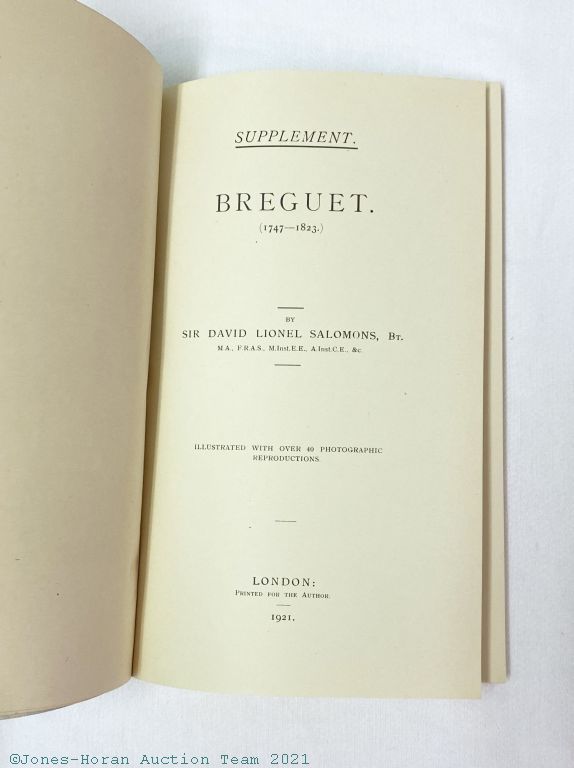 SUPPLEMENT.
BREGUET.
(1747—1823.)
BY
SIR DAVID LIONEL SALOMONS, BT.
M.A., F.R.A.S., M.Inst.E.E., A.Inst.C.E., &c.
ILLUSTRATED WITH OVER 40 PHOTOGRAPHIC
REPRODUCTIONS.
LONDON:
PRINTED FOR THE AUTHOR.
1921.
©Jones-Horan Auction Team 2021